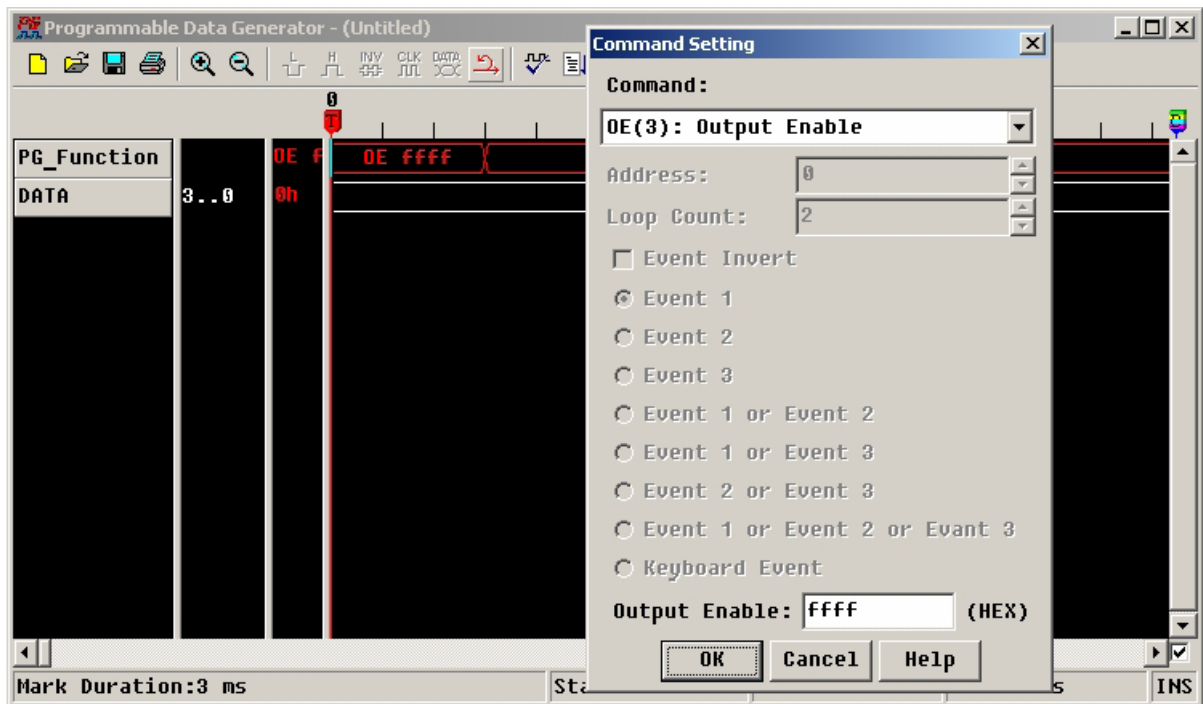 Programmable Data Generator - (Untitled)
L H INV CLK DATA
0
T
PG_Function OE f OE ffff
DATA 3..0 0h
Command Setting
Command:
OE(3): Output Enable
Address: 0
Loop Count: 2
Event Invert
Event 1
Event 2
Event 3
Event 1 or Event 2
Event 1 or Event 3
Event 2 or Event 3
Event 1 or Event 2 or Evant 3
Keyboard Event
Output Enable: ffff (HEX)
OK Cancel Help
Mark Duration:3 ms INS